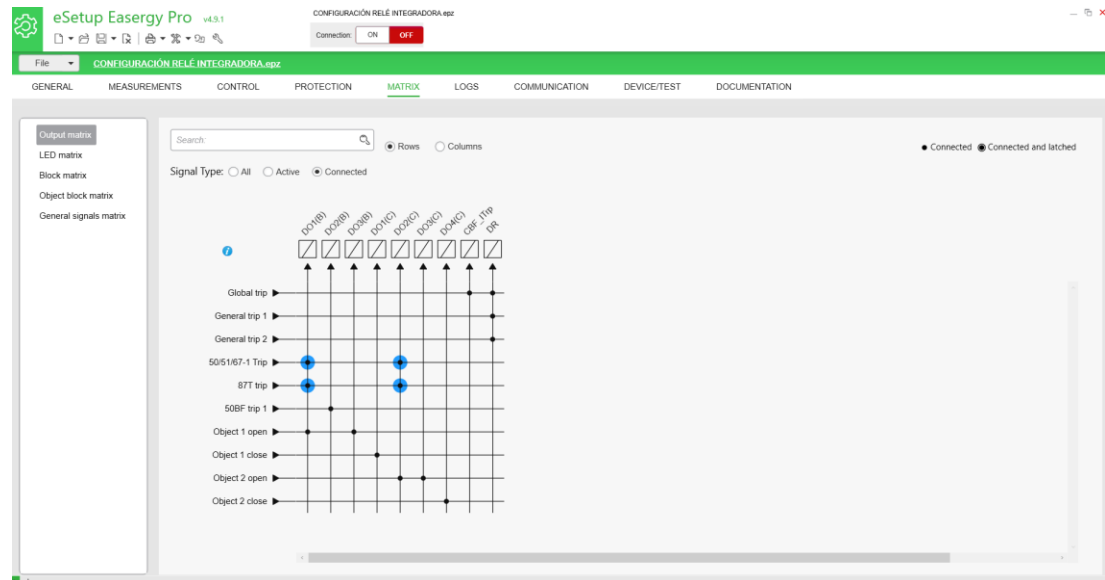 eSetup Easergy Pro v4.9.1
CONFIGURACIÓN RELÉ INTEGRADORA.epz
Connection: ON OFF
File CONFIGURACIÓN RELÉ INTEGRADORA.epz
GENERAL MEASUREMENTS CONTROL PROTECTION MATRIX LOGS COMMUNICATION DEVICE/TEST DOCUMENTATION
Output matrix
LED matrix
Block matrix
Object block matrix
General signals matrix
Search:
Rows Columns
Connected Connected and latched
Signal Type: All Active Connected
DO1(B) DO2(B) DO3(B) DO1(C) DO2(C) DO3(C) DO4(C) CBF_ITrip DR
Global trip
General trip 1
General trip 2
50/51/67-1 Trip
87T trip
50BF trip 1
Object 1 open
Object 1 close
Object 2 open
Object 2 close